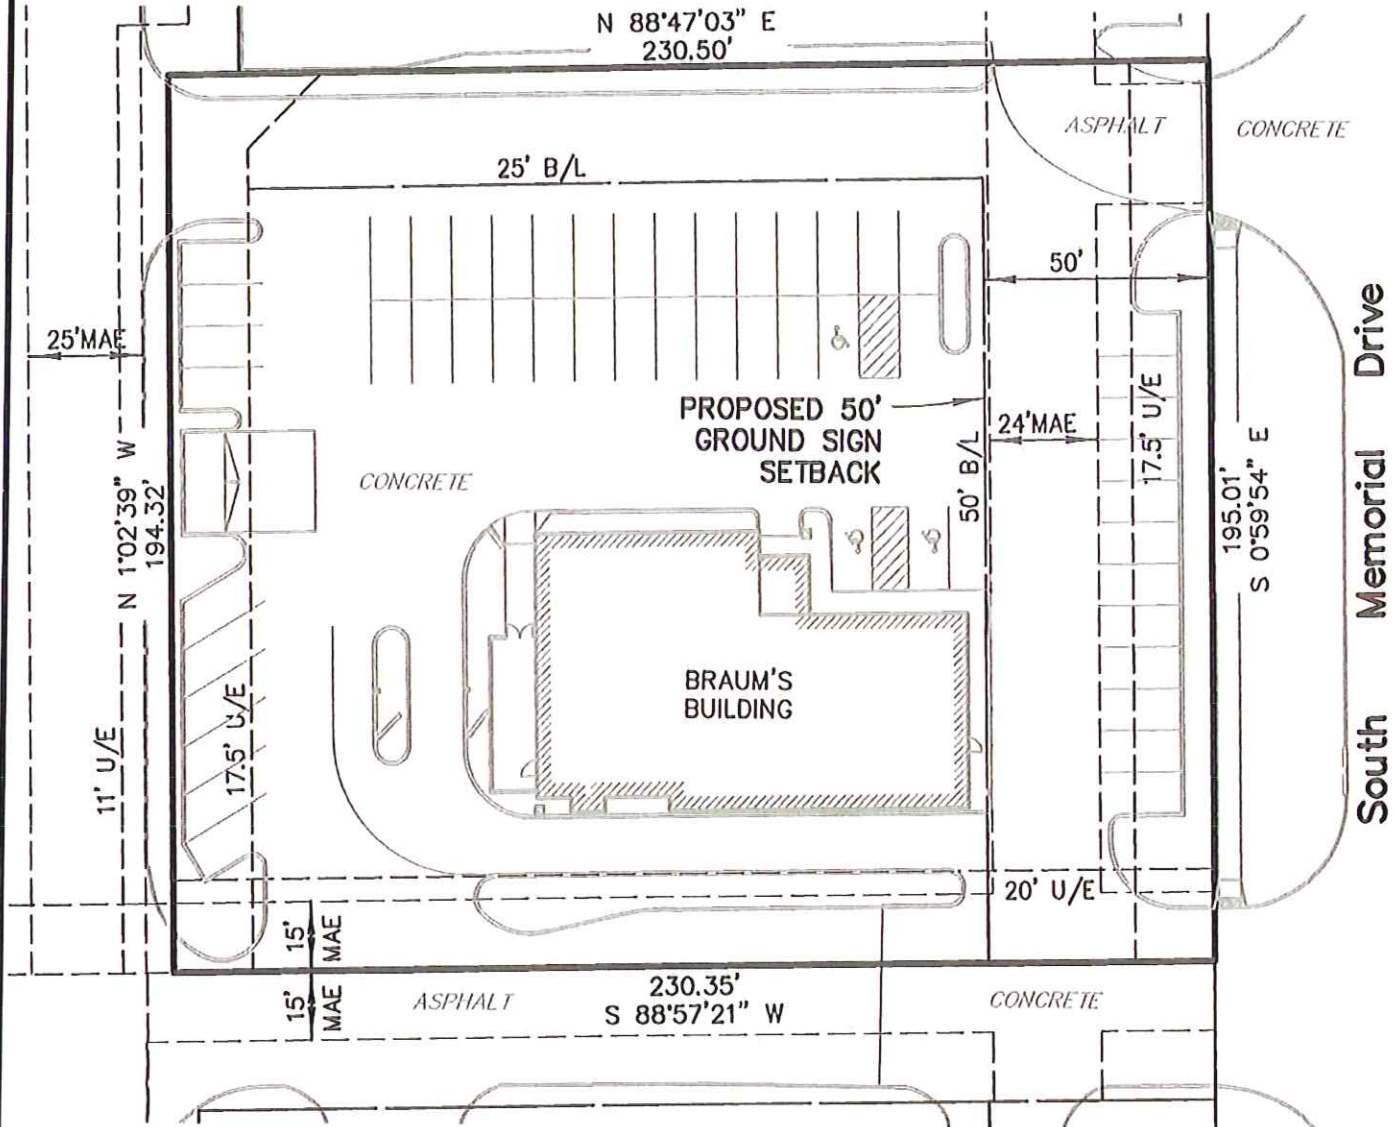 N 88°47'03" E
230.50'
ASPHALT
CONCRETE
25' B/L
50'
25'MAE
PROPOSED 50'
GROUND SIGN
SETBACK
24'MAE
17.5' U/E
50' B/L
CONCRETE
N 1°02'39" W
194.32'
195.01'
S 0°59'54" E
South Memorial Drive
BRAUM'S
BUILDING
11' U/E
17.5' U/E
20' U/E
15'
MAE
15'
MAE
ASPHALT
230.35'
S 88°57'21" W
CONCRETE